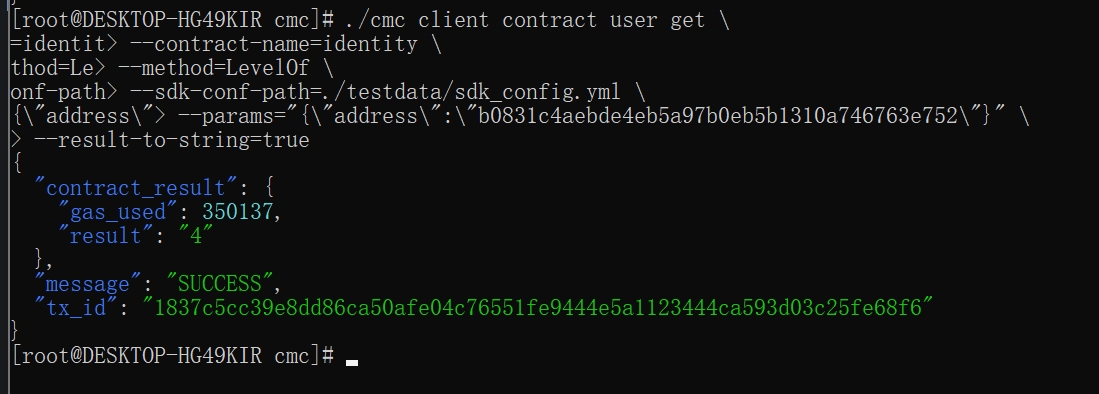 [root@DESKTOP-HG49KIR cmc]# ./cmc client contract user get \
=identit> --contract-name=identity \
thod=Le> --method=LevelOf \
onf-path> --sdk-conf-path=./testdata/sdk_config.yml \
{\"address\"> --params="{\"address\":\"b0831c4aebde4eb5a97b0eb5b1310a746763e752\"}" \
> --result-to-string=true
{
  "contract_result": {
    "gas_used": 350137,
    "result": "4"
  },
  "message": "SUCCESS",
  "tx_id": "1837c5cc39e8dd86ca50afe04c76551fe9444e5a1123444ca593d03c25fe68f6"
}
[root@DESKTOP-HG49KIR cmc]#